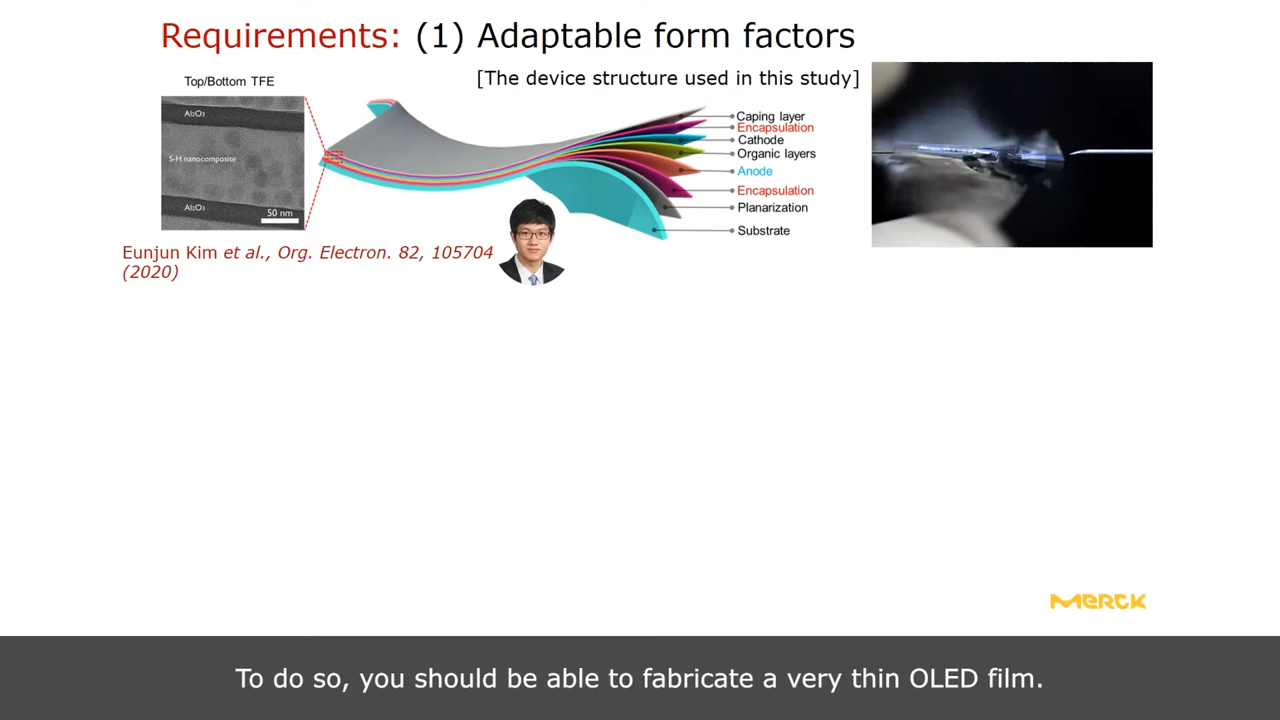 Requirements: (1) Adaptable form factors
Top/Bottom TFE
[The device structure used in this study]
Al2O3
S-H nanocomposite
Al2O3
50 nm
Caping layer
Encapsulation
Cathode
Organic layers
Anode
Encapsulation
Planarization
Substrate
Eunjun Kim et al., Org. Electron. 82, 105704
(2020)
MERCK
To do so, you should be able to fabricate a very thin OLED film.